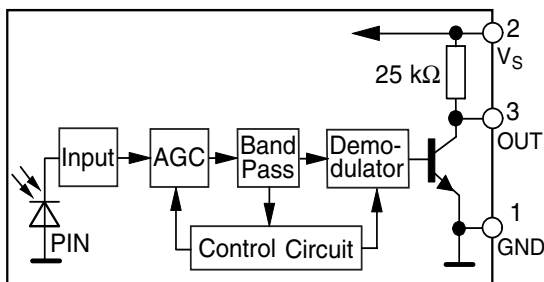 2
V_S
25 kΩ
3
OUT
Input
AGC
Band
Pass
Demo-
dulator
PIN
Control Circuit
1
GND